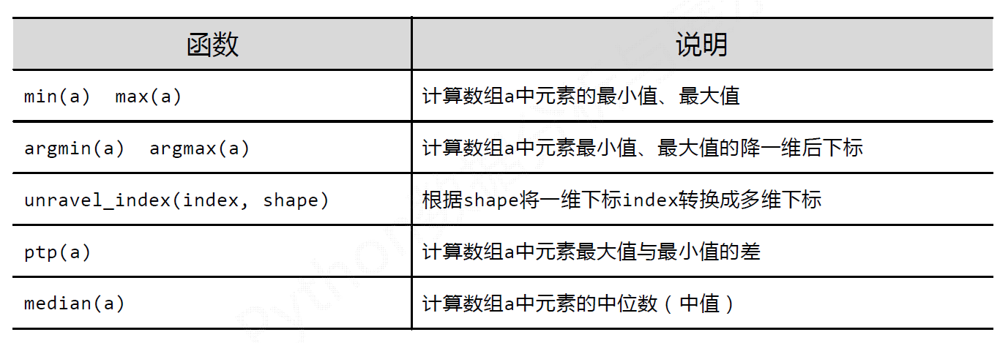 函数 说明
min(a) max(a) 计算数组a中元素的最小值、最大值
argmin(a) argmax(a) 计算数组a中元素最小值、最大值的降一维后下标
unravel_index(index, shape) 根据shape将一维下标index转换成多维下标
ptp(a) 计算数组a中元素最大值与最小值的差
median(a) 计算数组a中元素的中位数（中值）